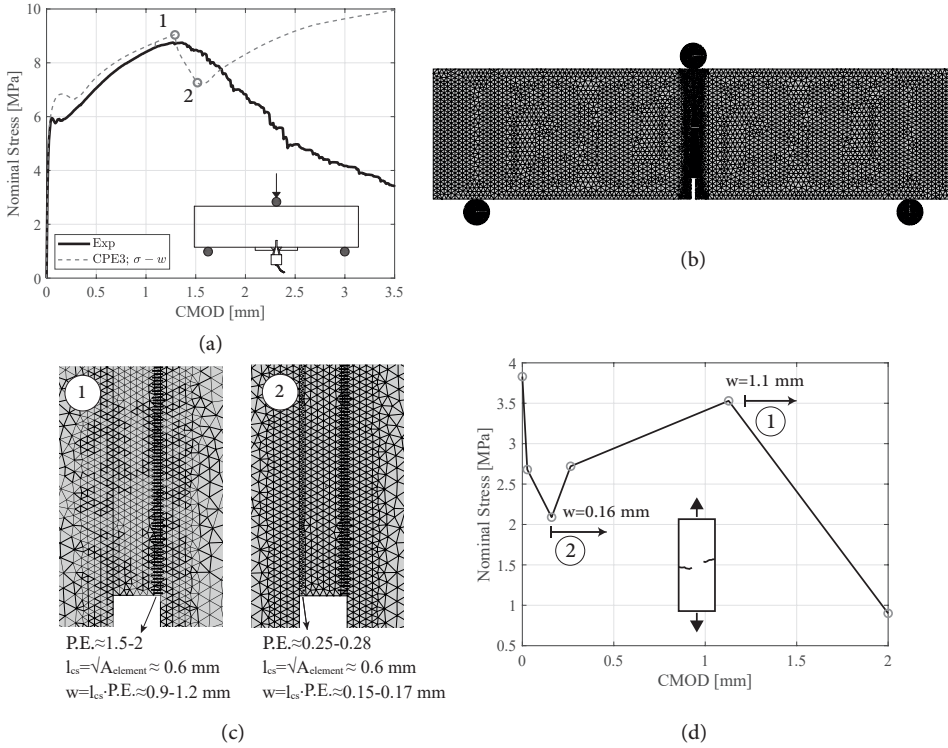 10
8
6
4
2
0
Nominal Stress [MPa]
1
2
Exp
CPE3; σ − w
0
0.5
1
1.5
2
2.5
3
3.5
CMOD [mm]
(a)
(b)
1
2
P.E.≈1.5-2
lcs=√Aelement ≈ 0.6 mm
w=lcs·P.E.≈0.9-1.2 mm
P.E.≈0.25-0.28
lcs=√Aelement ≈ 0.6 mm
w=lcs·P.E.≈0.15-0.17 mm
(c)
4
3.5
3
2.5
2
1.5
1
0.5
Nominal Stress [MPa]
w=1.1 mm
1
w=0.16 mm
2
0
0.5
1
1.5
2
CMOD [mm]
(d)